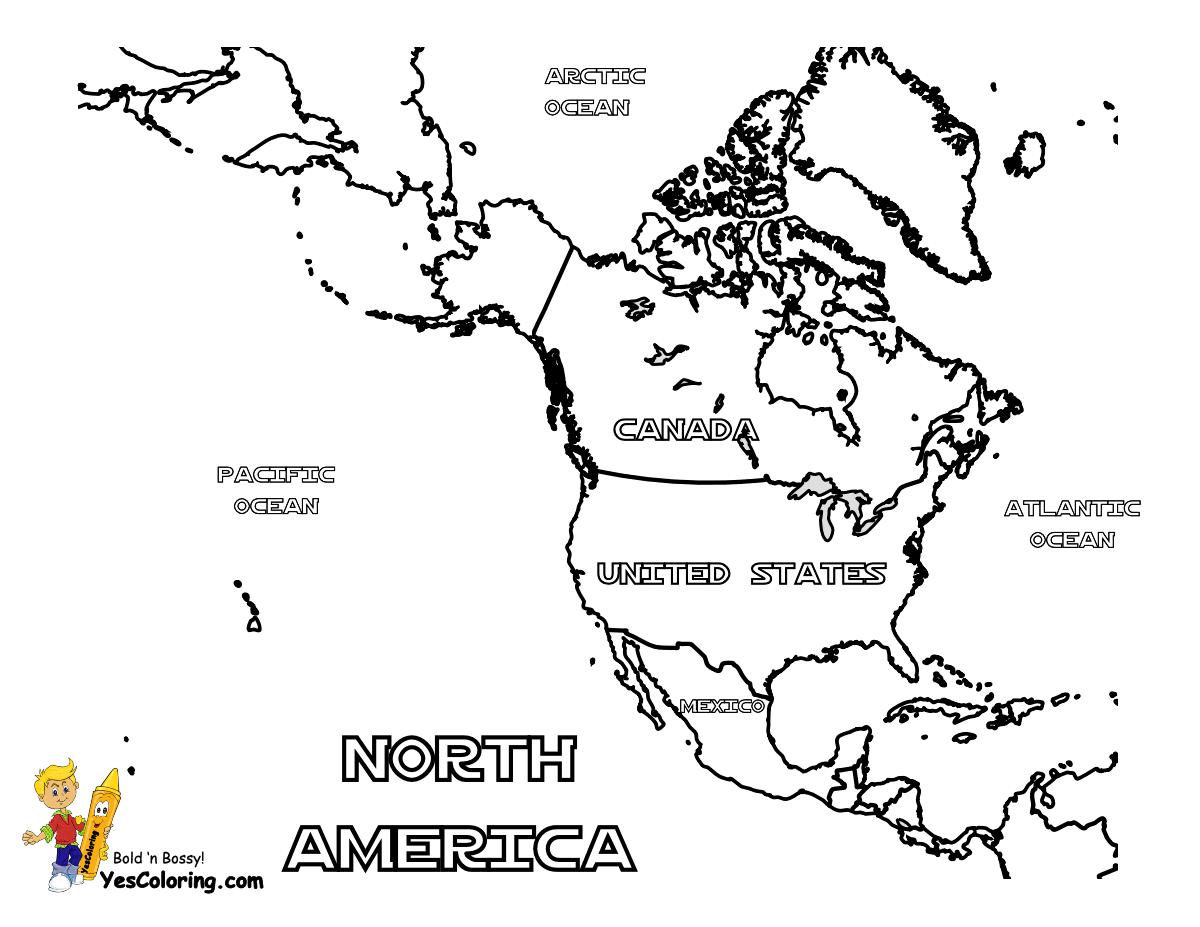 ARCTIC
OCEAN
CANADA
PACIFIC
OCEAN
ATLANTIC
OCEAN
UNITED STATES
MEXICO
NORTH
AMERICA
YesColoring
Bold 'n Bossy!
YesColoring.com